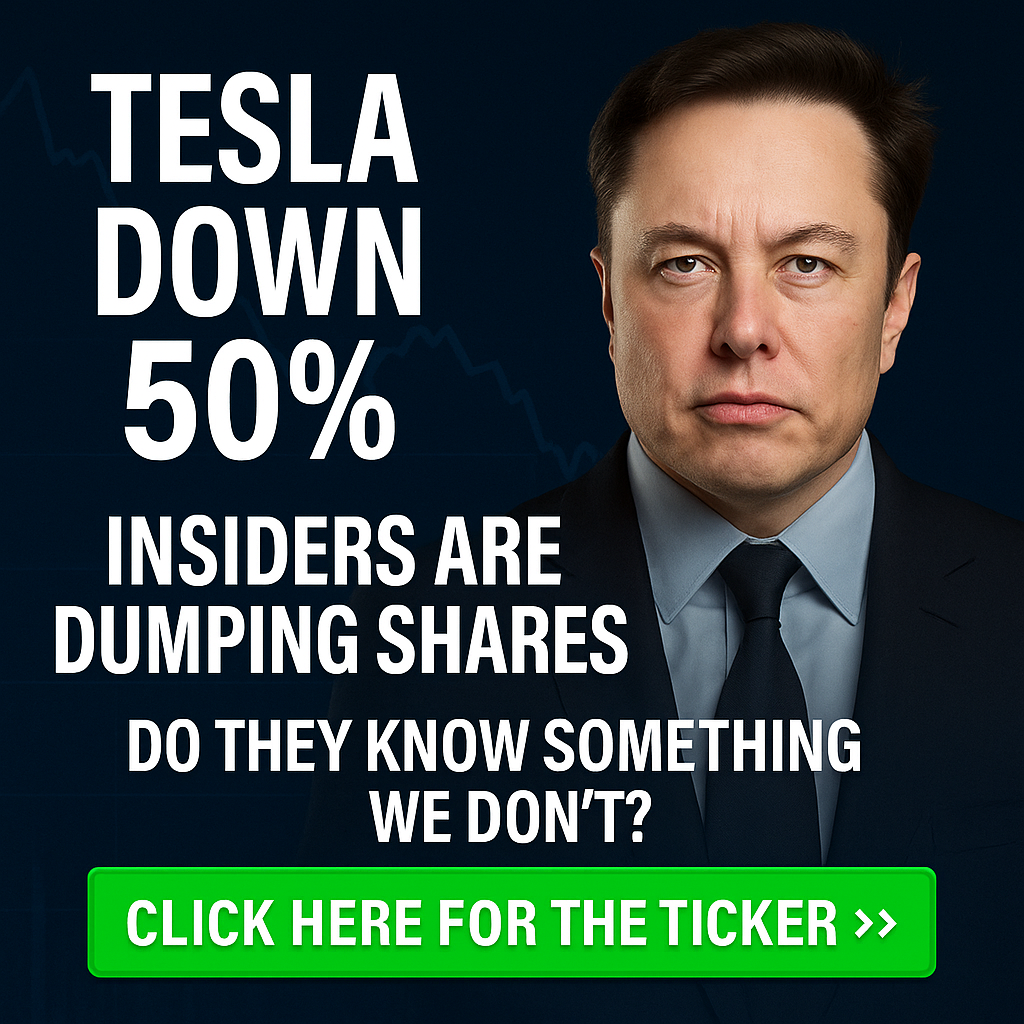 TESLA
DOWN
50%
INSIDERS ARE
DUMPING SHARES
DO THEY KNOW SOMETHING
WE DON'T?
CLICK HERE FOR THE TICKER >>